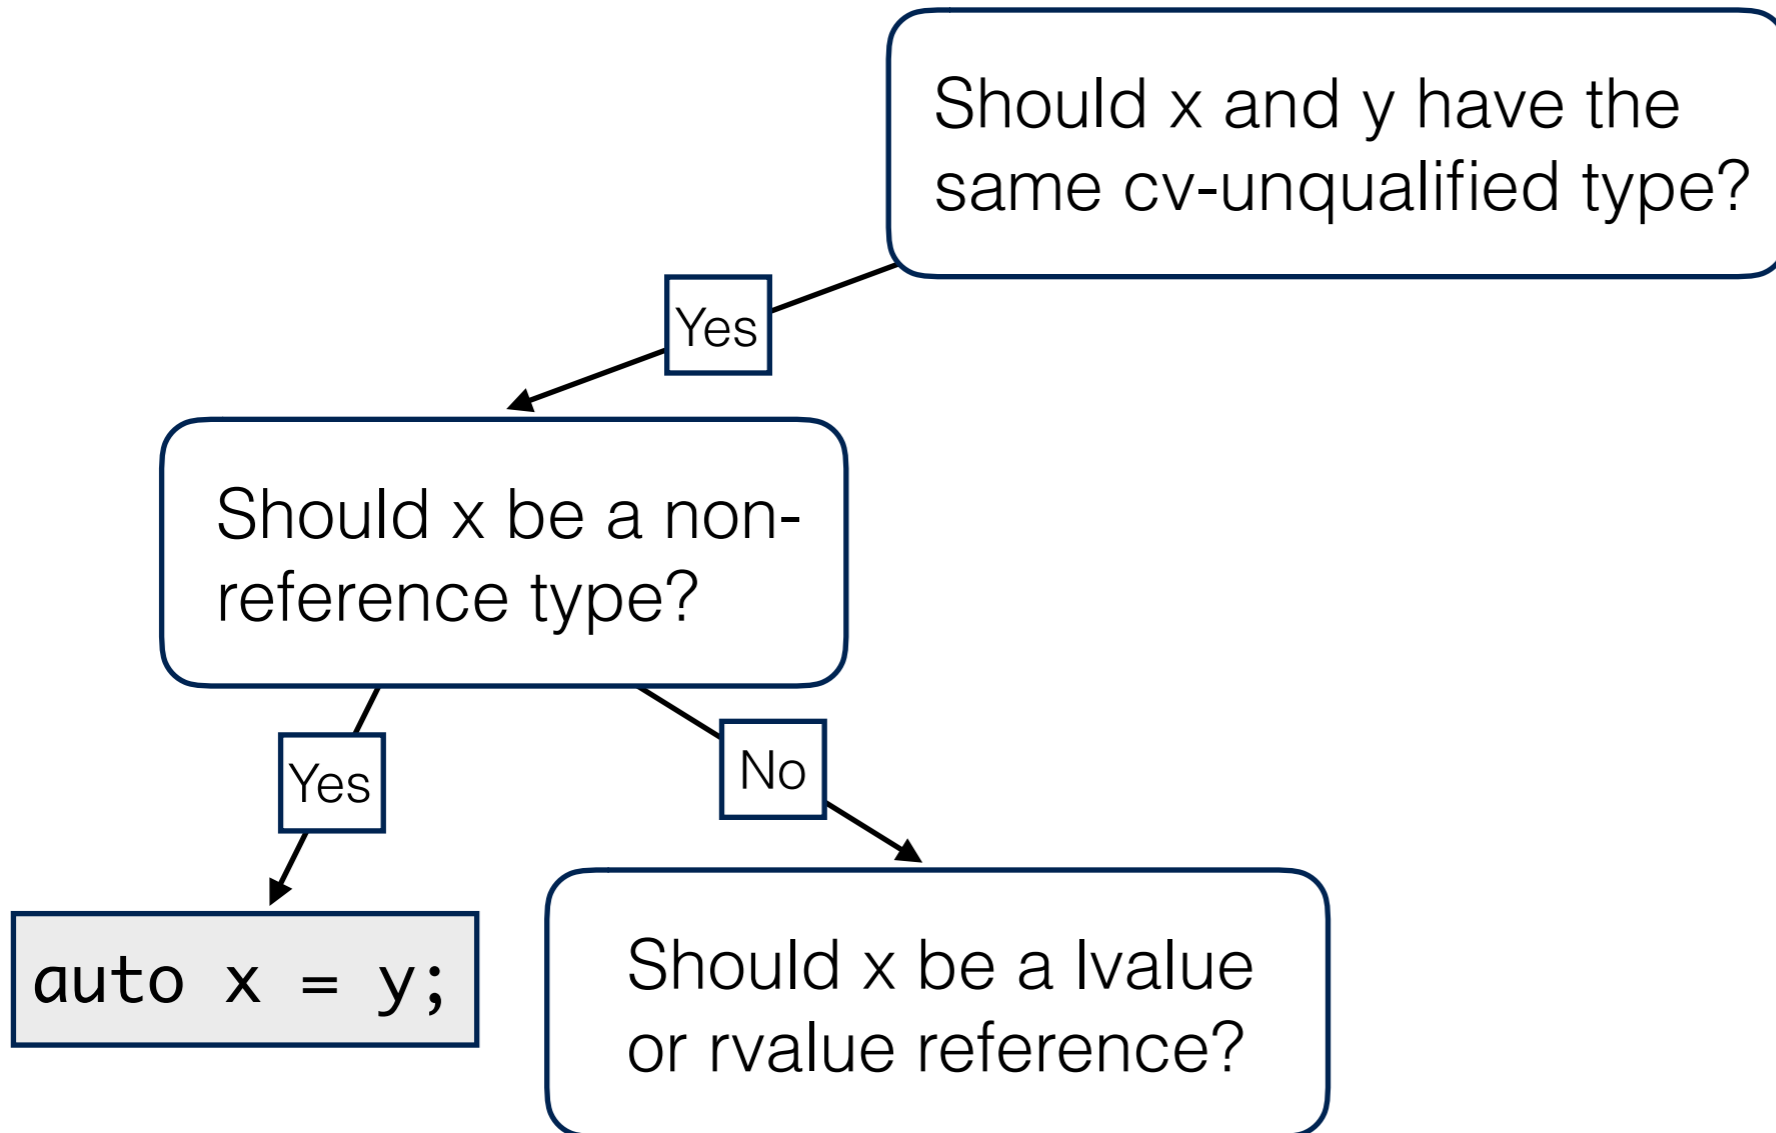 Should x and y have the
same cv-unqualified type?
Yes
Should x be a non-
reference type?
Yes
No
auto x = y;
Should x be a lvalue
or rvalue reference?